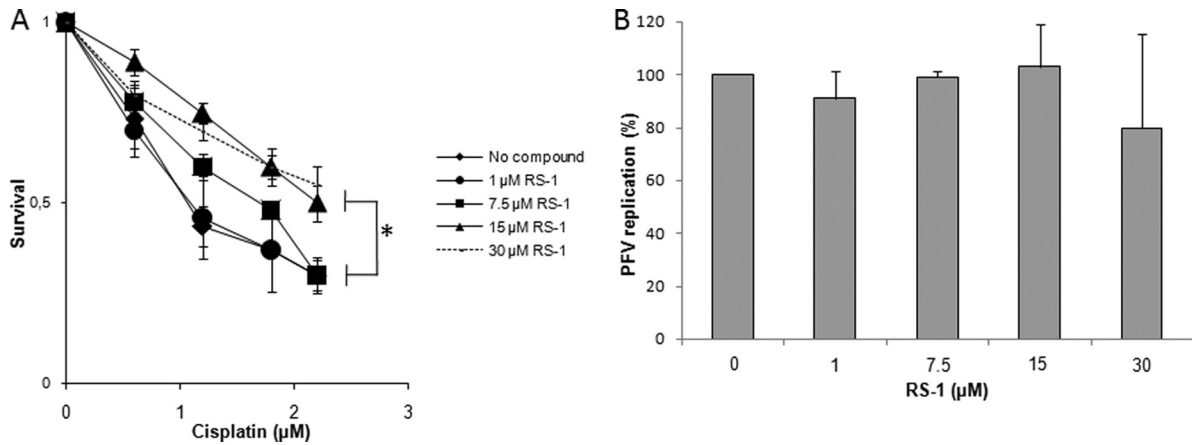 A
1
0,5
0
Survival
0
1
2
3
Cisplatin (µM)
*
No compound
1 µM RS-1
7.5 µM RS-1
15 µM RS-1
30 µM RS-1
B
120
100
80
60
40
20
0
PFV replication (%)
0
1
7.5
15
30
RS-1 (µM)